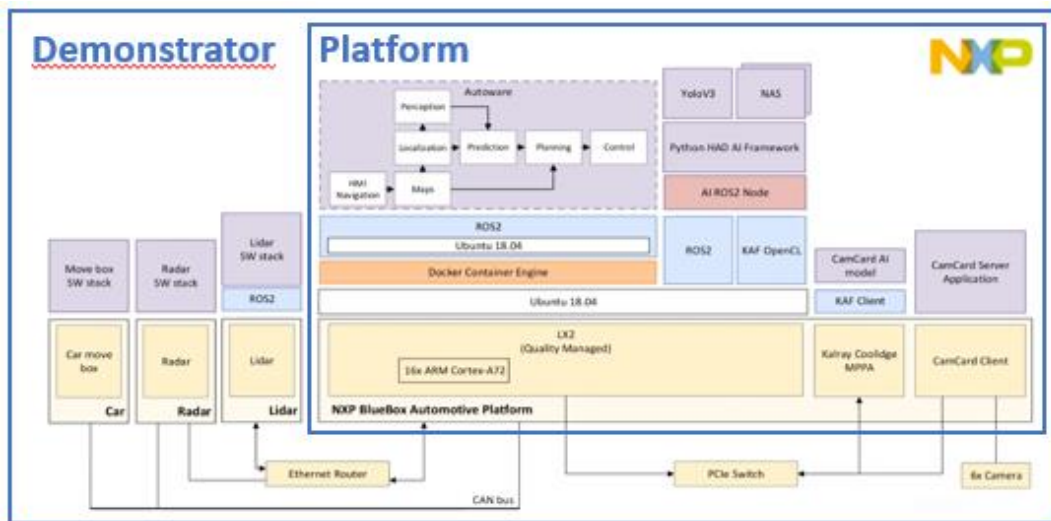 Demonstrator
Platform
NXP
Autoware
Perception
Localization
Prediction
Planning
Control
HMI
Navigation
Maps
YoloV3
NAS
Python HAD AI Framework
AI ROS2 Node
ROS2
Ubuntu 18.04
Docker Container Engine
Ubuntu 18.04
ROS2
KAF OpenCL
Move box
SW stack
Radar
SW stack
Lidar
SW stack
ROS2
CamCard AI
model
KAF Client
CamCard Server
Application
Car move
box
Car
Radar
Radar
Lidar
Lidar
LX2
(Quality Managed)
16x ARM Cortex-A72
NXP BlueBox Automotive Platform
Kalray Coolidge
MPPA
CamCard Client
Ethernet Router
CAN bus
PCIe Switch
6x Camera